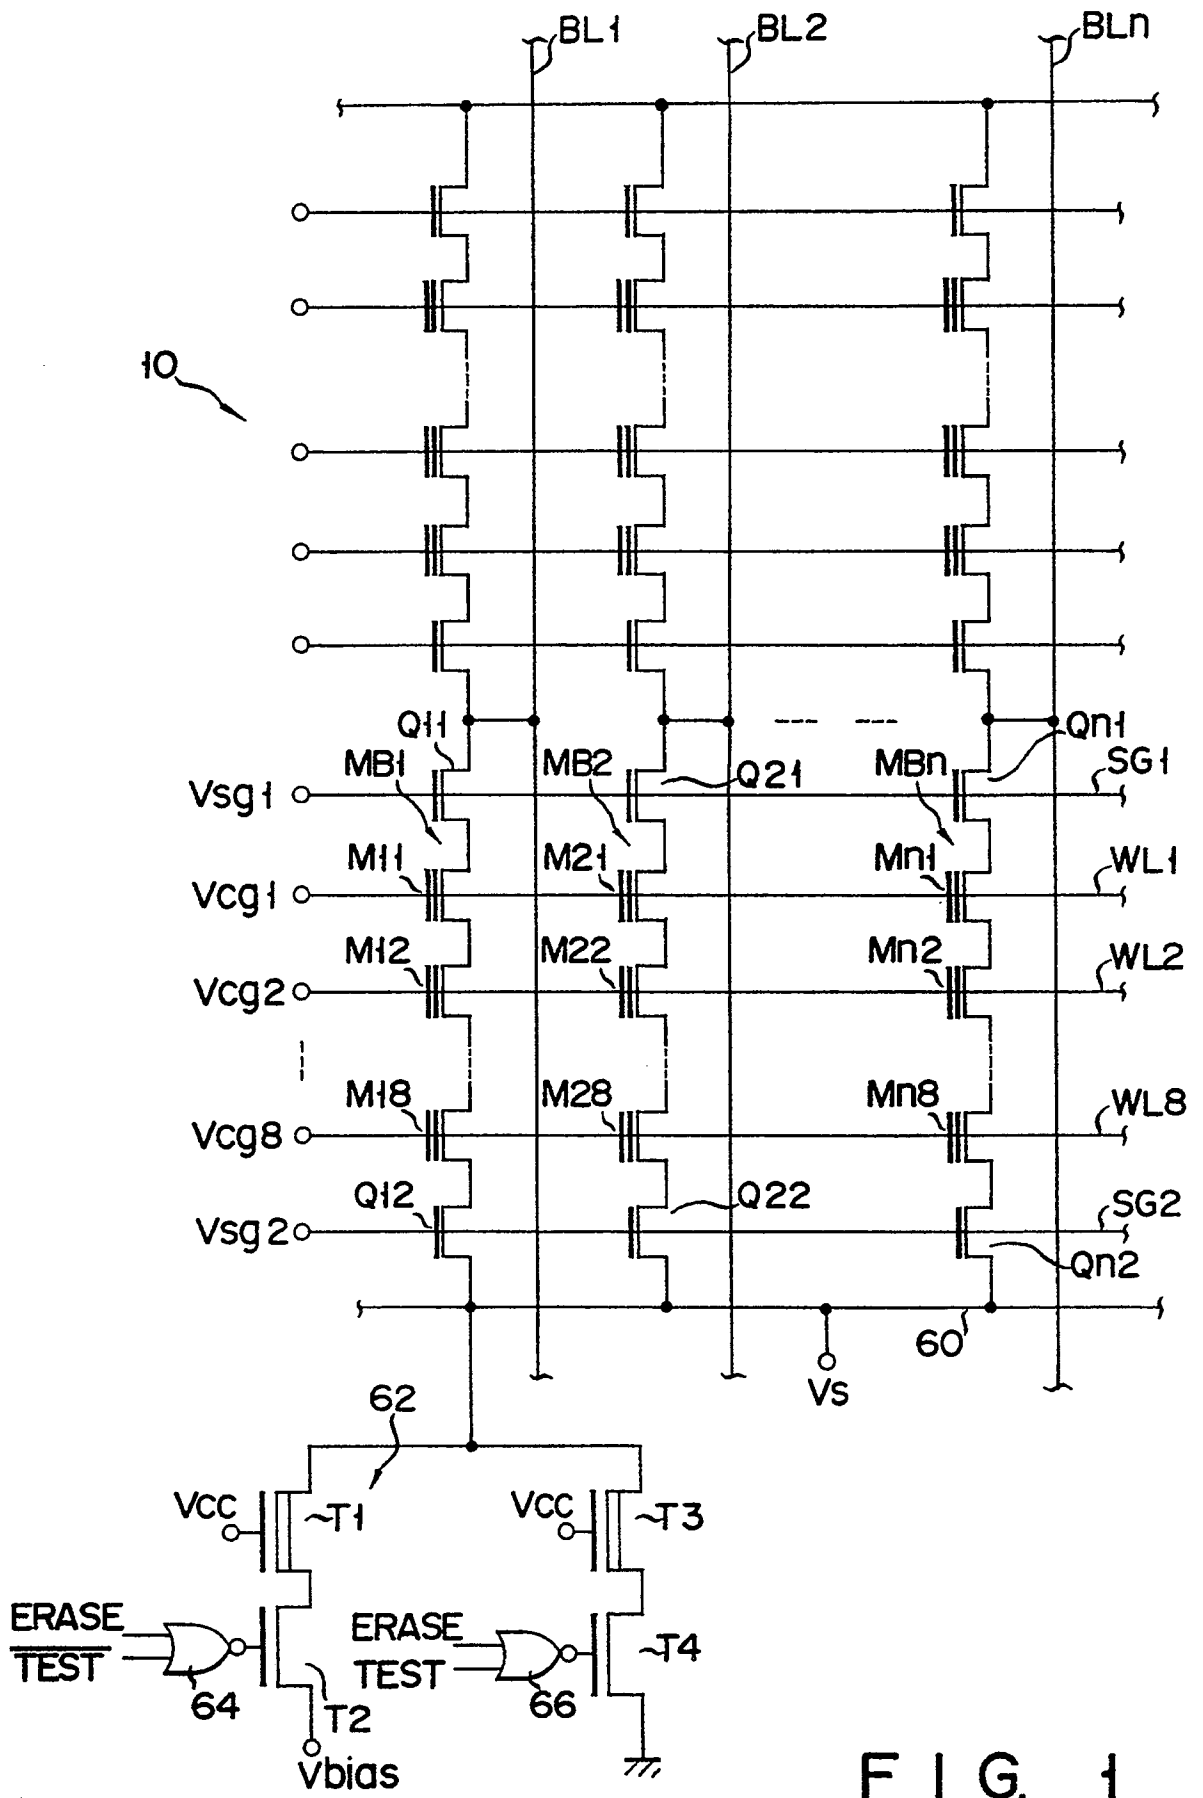 BL1 BL2 BLn
10
Q11 Qn1
MB1 MB2 Q21 MBn SG1
Vsg1
M11 M21 Mn1 WL1
Vcg1
M12 M22 Mn2 WL2
Vcg2
M18 M28 Mn8 WL8
Vcg8
Q12 Q22 SG2
Vsg2
Qn2
60
Vs
62
Vcc T1 Vcc T3
ERASE ERASE
TEST TEST T4
64 T2 66
Vbias
FIG. 1